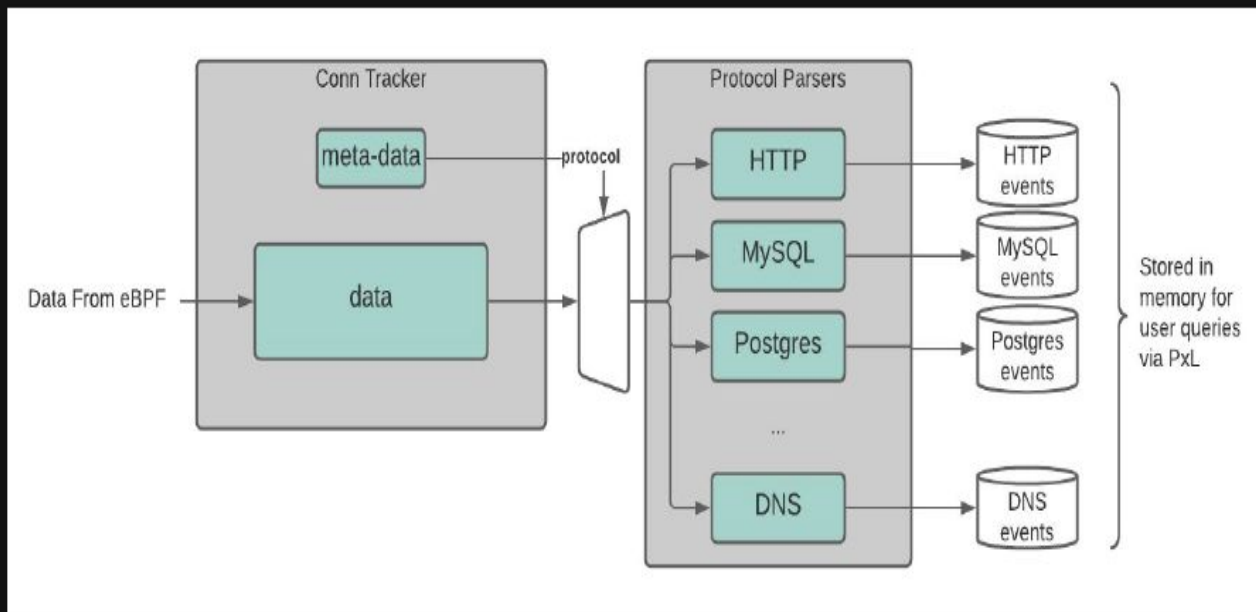 Conn Tracker
meta-data
protocol
Data From eBPF
data
Protocol Parsers
HTTP
MySQL
Postgres
...
DNS
HTTP
events
MySQL
events
Postgres
events
DNS
events
Stored in
memory for
user queries
via PxL